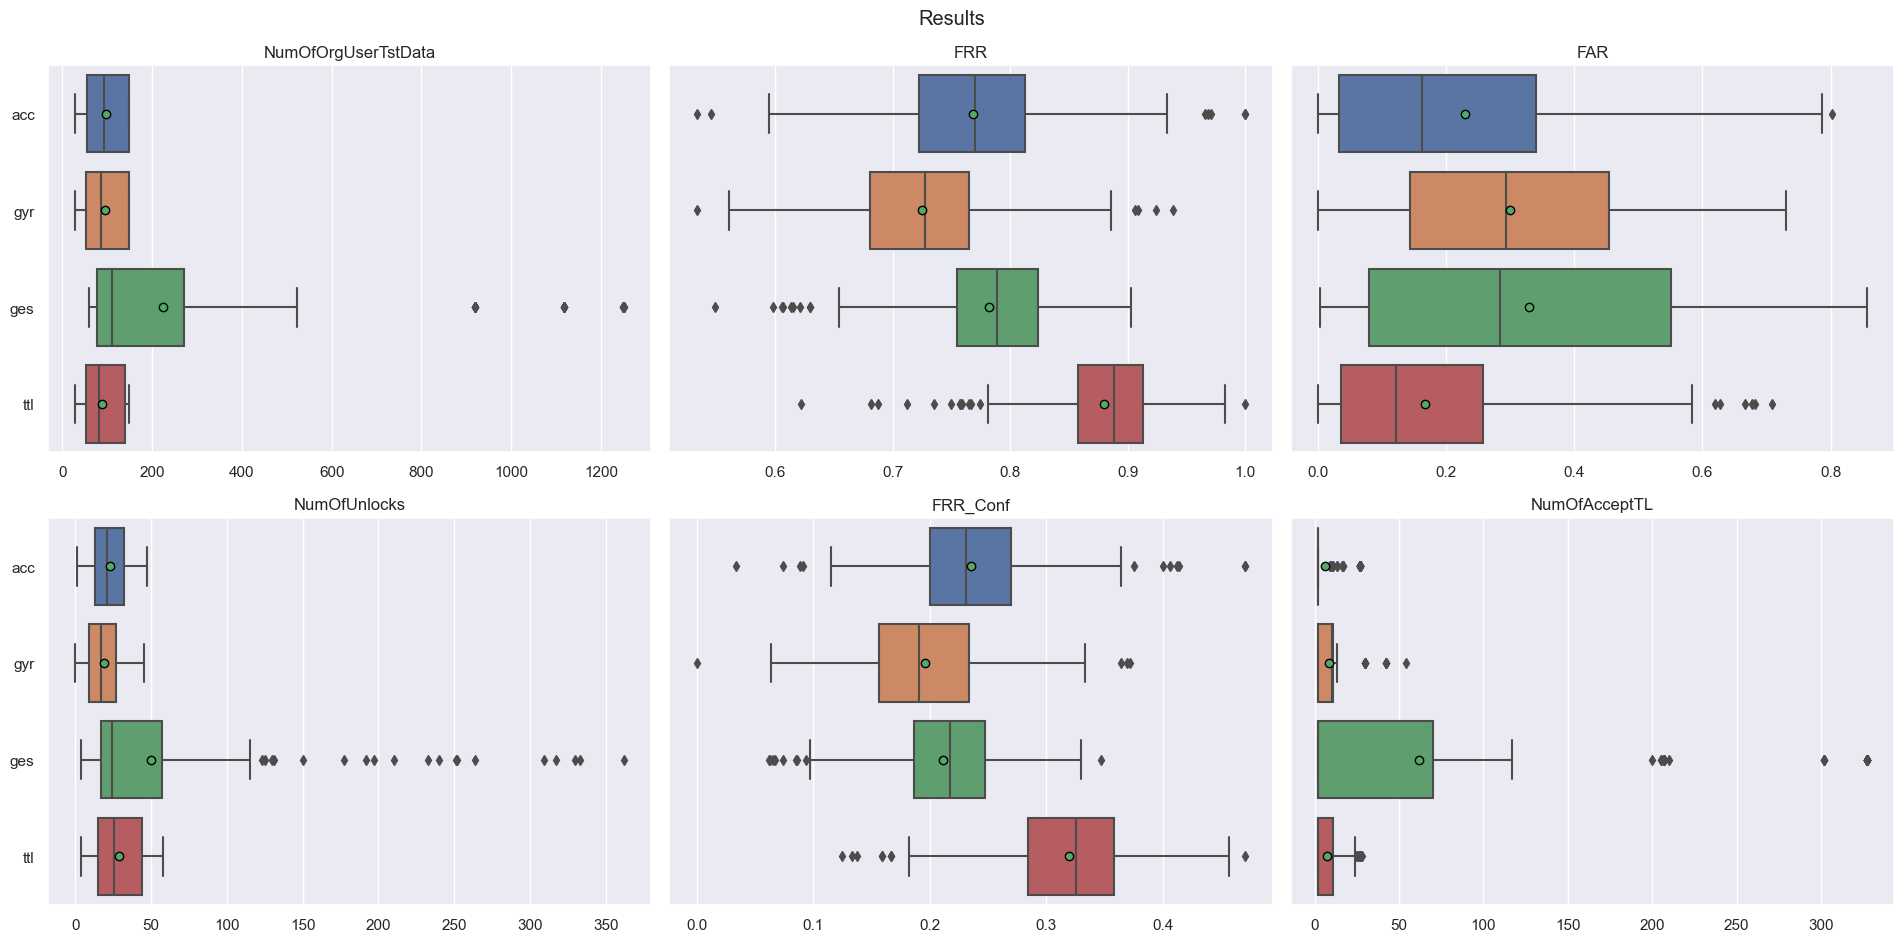 Results
NumOfOrgUserTstData FRR FAR
acc
gyr
ges
ttl
0 200 400 600 800 1000 1200 0.6 0.7 0.8 0.9 1.0 0.0 0.2 0.4 0.6 0.8
NumOfUnlocks FRR_Conf NumOfAcceptTL
acc
gyr
ges
ttl
0 50 100 150 200 250 300 350 0.0 0.1 0.2 0.3 0.4 0 50 100 150 200 250 300